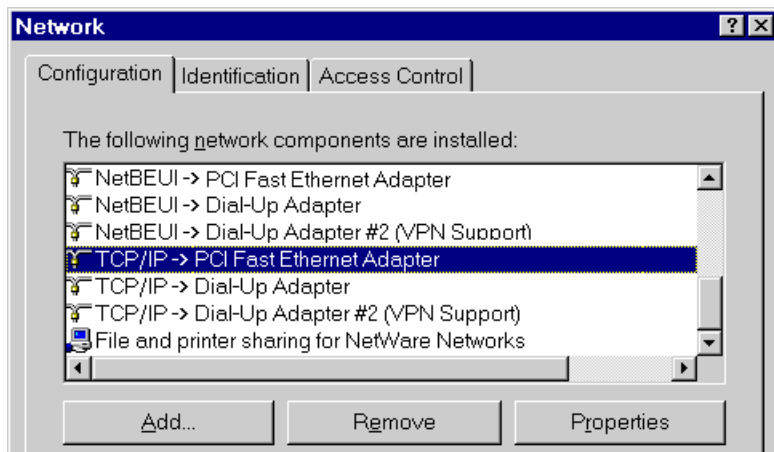 Network
Configuration Identification Access Control
The following network components are installed:
NetBEUI -> PCI Fast Ethernet Adapter
NetBEUI -> Dial-Up Adapter
NetBEUI -> Dial-Up Adapter #2 (VPN Support)
TCP/IP -> PCI Fast Ethernet Adapter
TCP/IP -> Dial-Up Adapter
TCP/IP -> Dial-Up Adapter #2 (VPN Support)
File and printer sharing for NetWare Networks
Add... Remove Properties